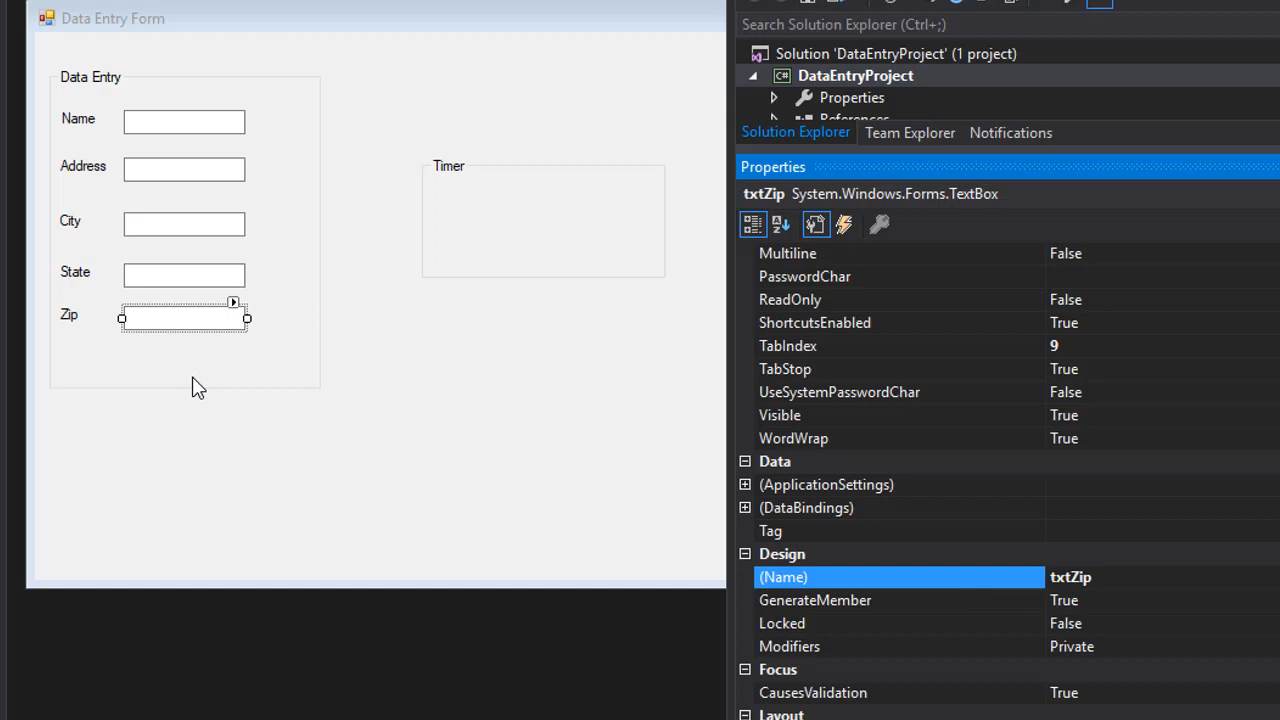 Data Entry Form
Data Entry
Name
Address
City
State
Zip
Timer
Search Solution Explorer (Ctrl+;)
Solution 'DataEntryProject' (1 project)
C# DataEntryProject
Properties
References
Solution Explorer Team Explorer Notifications
Properties
txtZip System.Windows.Forms.TextBox
Multiline False
PasswordChar
ReadOnly False
ShortcutsEnabled True
TabIndex 9
TabStop True
UseSystemPasswordChar False
Visible True
WordWrap True
Data
(ApplicationSettings)
(DataBindings)
Tag
Design
(Name) txtZip
GenerateMember True
Locked False
Modifiers Private
Focus
CausesValidation True
Layout